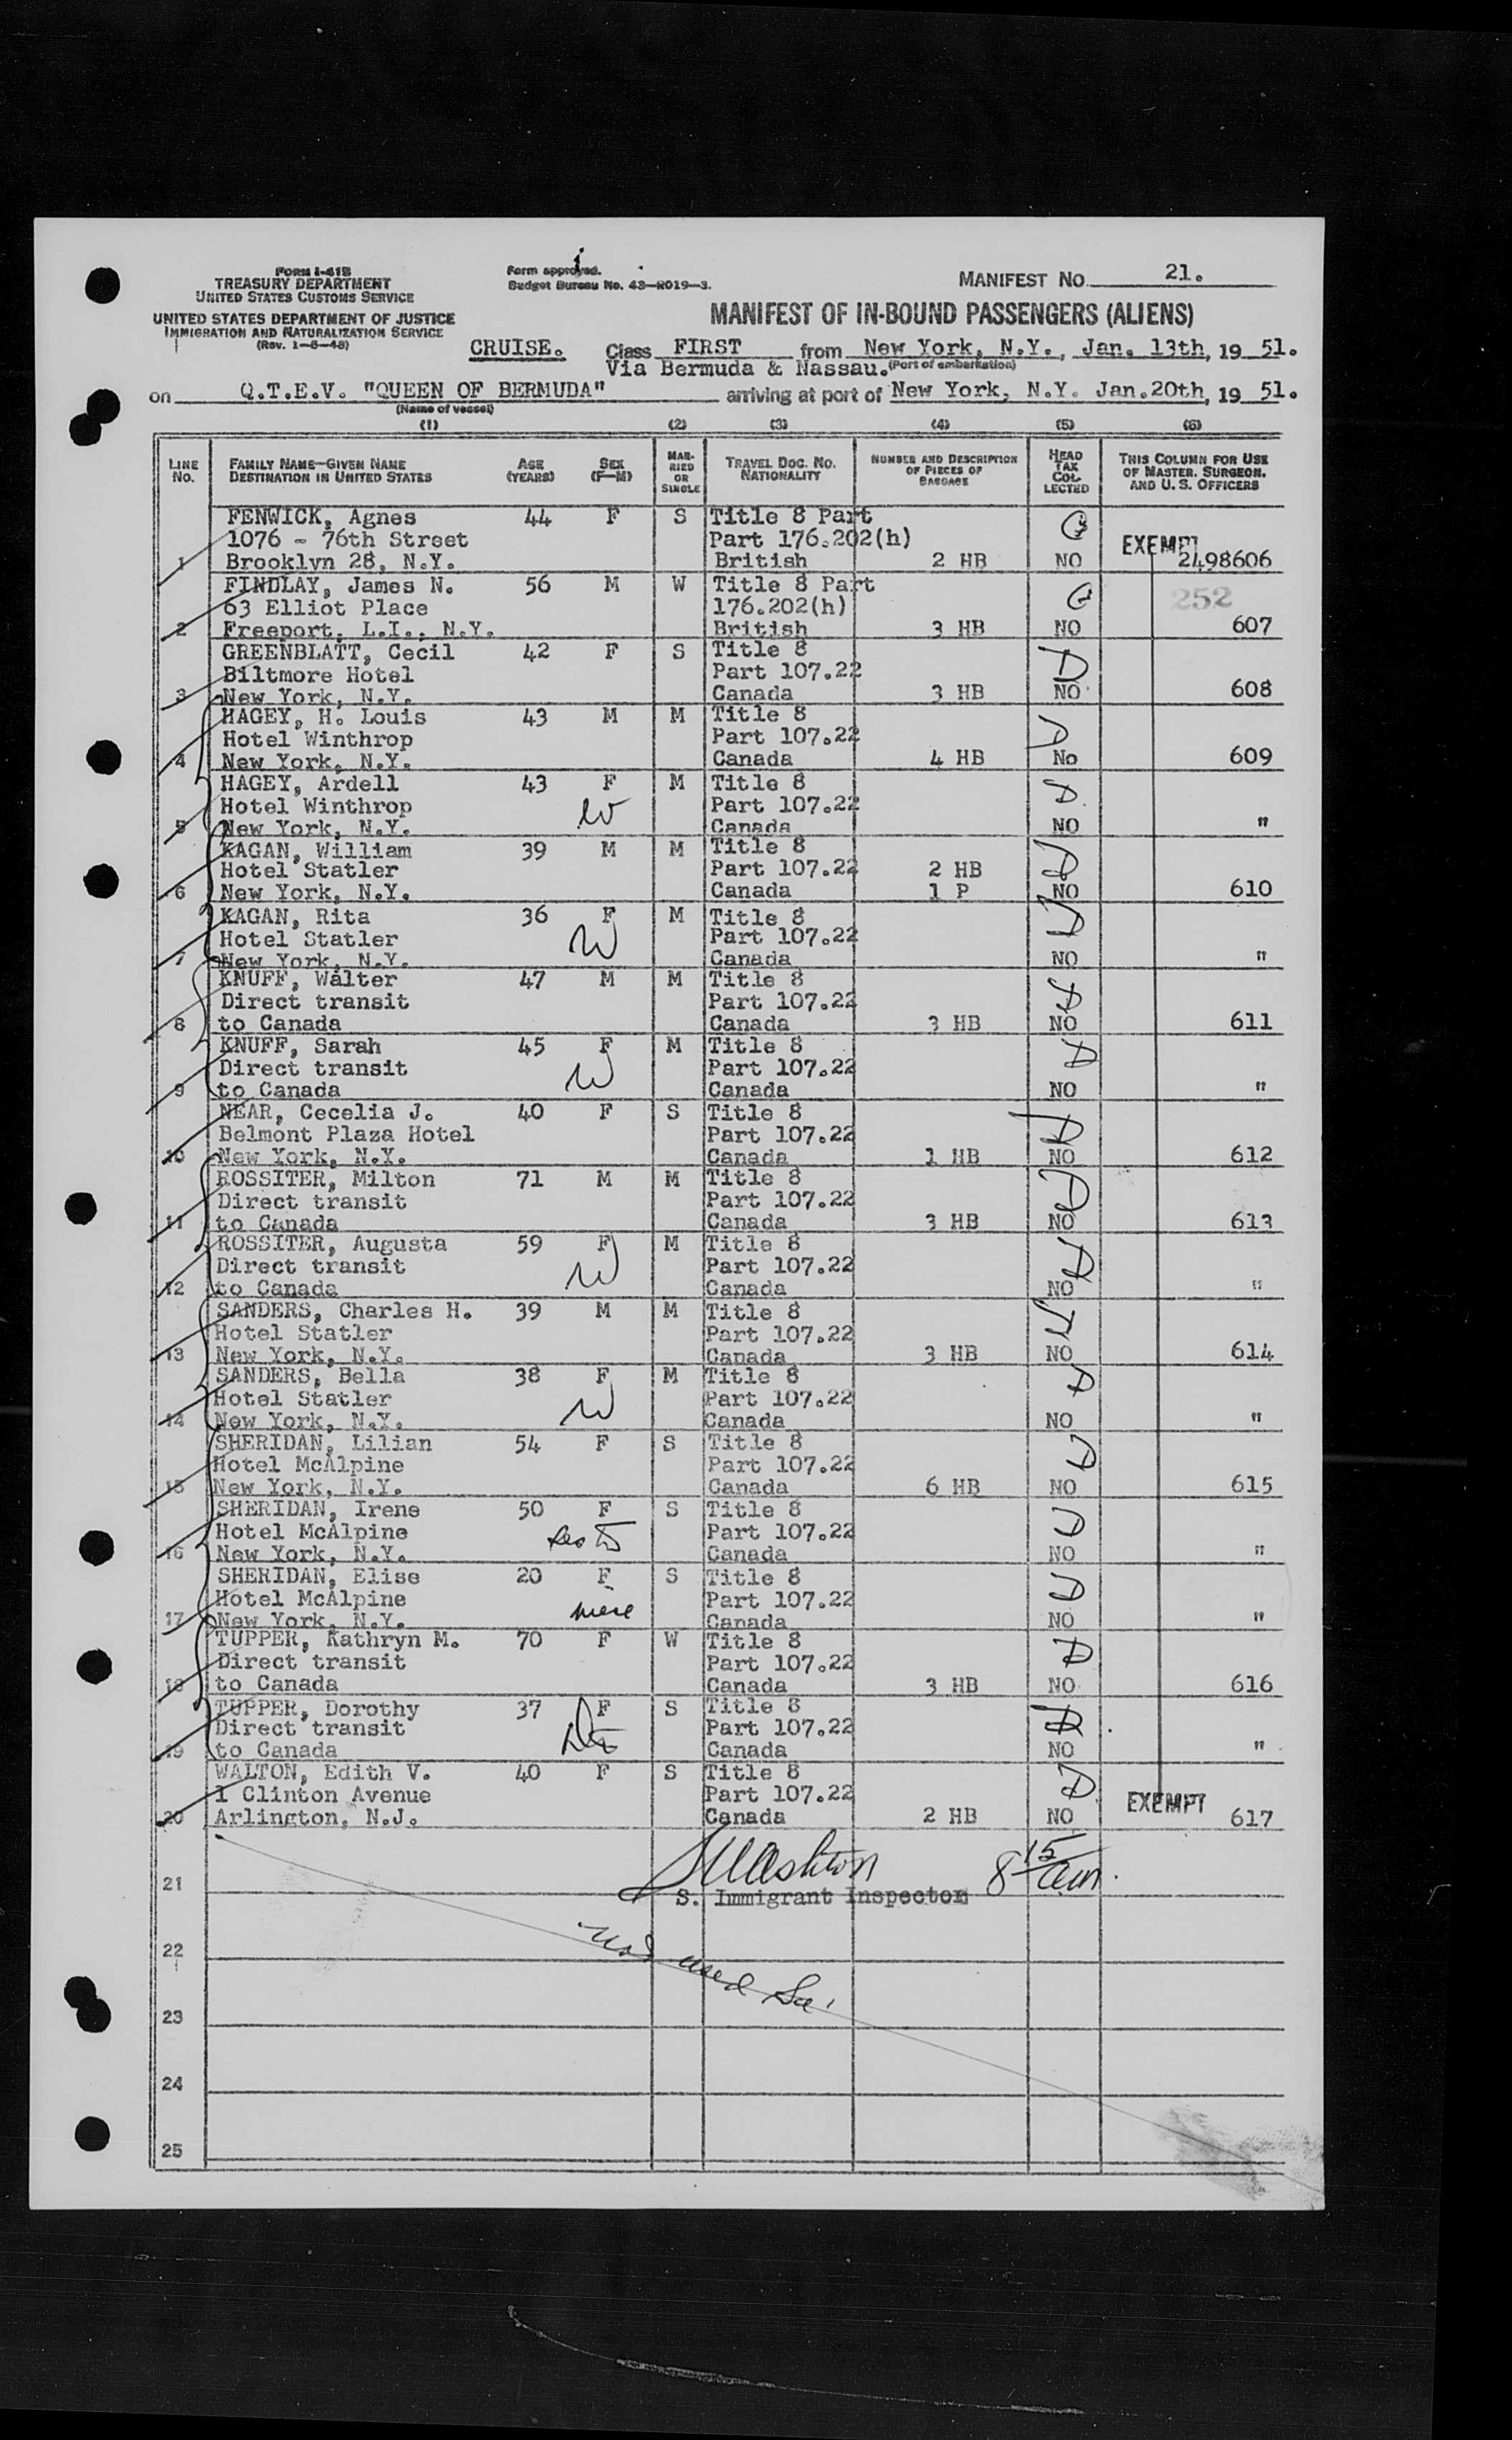 FORM I-418
TREASURY DEPARTMENT
UNITED STATES CUSTOMS SERVICE
UNITED STATES DEPARTMENT OF JUSTICE
IMMIGRATION AND NATURALIZATION SERVICE
(Rev. 1-6-48)
Form approved.
Budget Bureau No. 43-R019-3.
MANIFEST NO. 21.
MANIFEST OF IN-BOUND PASSENGERS (ALIENS)
CRUISE. Class FIRST from New York, N.Y., Jan. 13th, 19 51.
Via Bermuda & Nassau. (Port of embarkation)
on Q.T.E.V. "QUEEN OF BERMUDA" arriving at port of New York, N.Y. Jan.20th, 19 51.
(Name of vessel)
(1) (2) (3) (4) (5) (6)
LINE NO. FAMILY NAME-GIVEN NAME DESTINATION IN UNITED STATES AGE (YEARS) SEX (F-M) MARRIED OR SINGLE TRAVEL DOC. NO. NATIONALITY NUMBER AND DESCRIPTION OF PIECES OF BAGGAGE HEAD TAX COLLECTED THIS COLUMN FOR USE OF MASTER, SURGEON, AND U. S. OFFICERS
FENWICK, Agnes 44 F S Title 8 Part
1076 - 76th Street Part 176.202(h) EXEMPT
1 Brooklyn 28, N.Y. British 2 HB NO 2498606
FINDLAY, James N. 56 M W Title 8 Part
63 Elliot Place 176.202(h) 252
2 Freeport, L.I., N.Y. British 3 HB NO 607
GREENBLATT, Cecil 42 F S Title 8 D
Biltmore Hotel Part 107.22
3 New York, N.Y. Canada 3 HB NO 608
HAGEY, H. Louis 43 M M Title 8 D
Hotel Winthrop Part 107.22
4 New York, N.Y. Canada 4 HB No 609
HAGEY, Ardell 43 F M Title 8 D
Hotel Winthrop W Part 107.22
5 New York, N.Y. Canada NO "
KAGAN, William 39 M M Title 8 D
Hotel Statler Part 107.22 2 HB
6 New York, N.Y. Canada 1 P NO 610
KAGAN, Rita 36 F M Title 8 D
Hotel Statler W Part 107.22
7 New York, N.Y. Canada NO "
KNUFF, Walter 47 M M Title 8 D
Direct transit Part 107.22
8 to Canada Canada 3 HB NO 611
KNUFF, Sarah 45 F M Title 8 D
Direct transit W Part 107.22
9 to Canada Canada NO "
NEAR, Cecelia J. 40 F S Title 8 D
Belmont Plaza Hotel Part 107.22
10 New York, N.Y. Canada 1 HB NO 612
ROSSITER, Milton 71 M M Title 8 D
Direct transit Part 107.22
11 to Canada Canada 3 HB NO 613
ROSSITER, Augusta 59 F M Title 8 D
Direct transit W Part 107.22
12 to Canada Canada NO "
SANDERS, Charles H. 39 M M Title 8 D
Hotel Statler Part 107.22
13 New York, N.Y. Canada 3 HB NO 614
SANDERS, Bella 38 F M Title 8 D
Hotel Statler W Part 107.22
14 New York, N.Y. Canada NO "
SHERIDAN, Lilian 54 F S Title 8 D
Hotel McAlpine Part 107.22
15 New York, N.Y. Canada 6 HB NO 615
SHERIDAN, Irene 50 F S Title 8 D
Hotel McAlpine Part 107.22
16 New York, N.Y. Canada NO "
SHERIDAN, Elise 20 F S Title 8 D
Hotel McAlpine niece Part 107.22
17 New York, N.Y. Canada NO "
TUPPER, Kathryn M. 70 F W Title 8 D
Direct transit Part 107.22
18 to Canada Canada 3 HB NO 616
TUPPER, Dorothy 37 F S Title 8 D
Direct transit Part 107.22
19 to Canada Canada NO "
WALTON, Edith V. 40 F S Title 8 D
1 Clinton Avenue Part 107.22 EXEMPT
20 Arlington, N.J. Canada 2 HB NO 617
8 15 am.
21 S. Immigrant Inspector
22 Not used
23
24
25